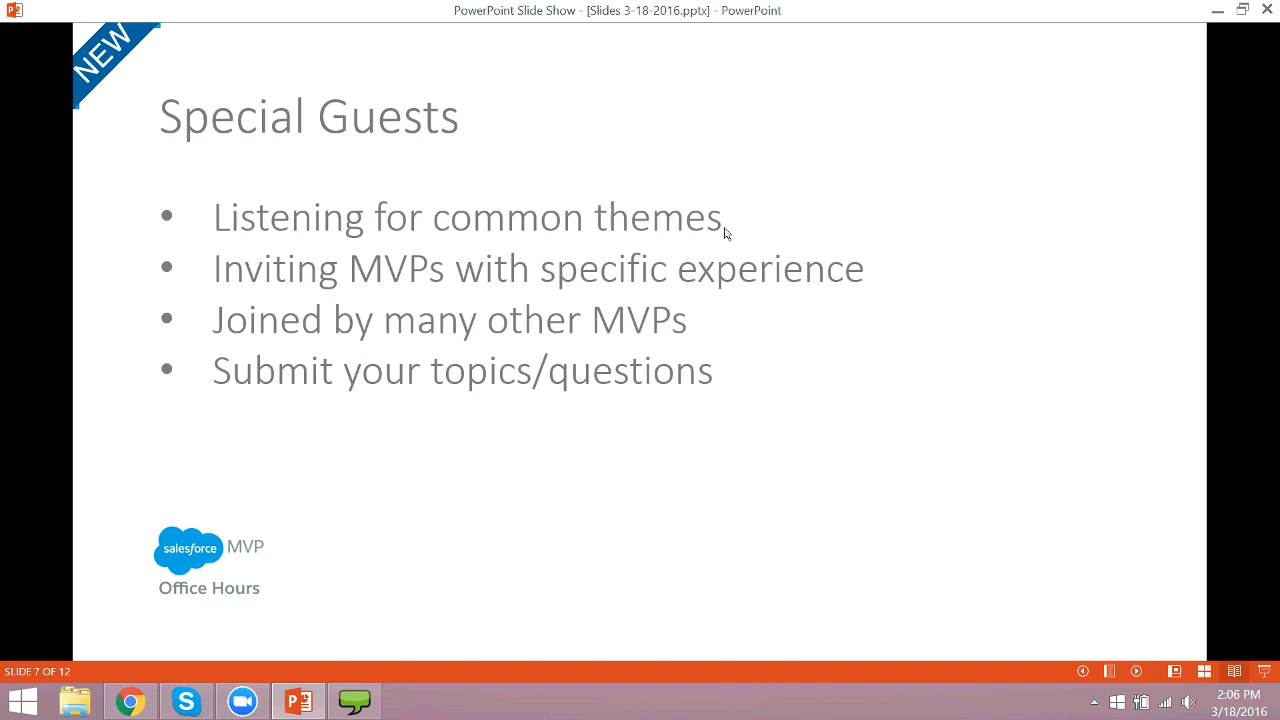 PowerPoint Slide Show - [Slides 3-18-2016.pptx] - PowerPoint
NEW
Special Guests
• Listening for common themes
• Inviting MVPs with specific experience
• Joined by many other MVPs
• Submit your topics/questions
salesforce MVP
Office Hours
SLIDE 7 OF 12
2:06 PM
3/18/2016